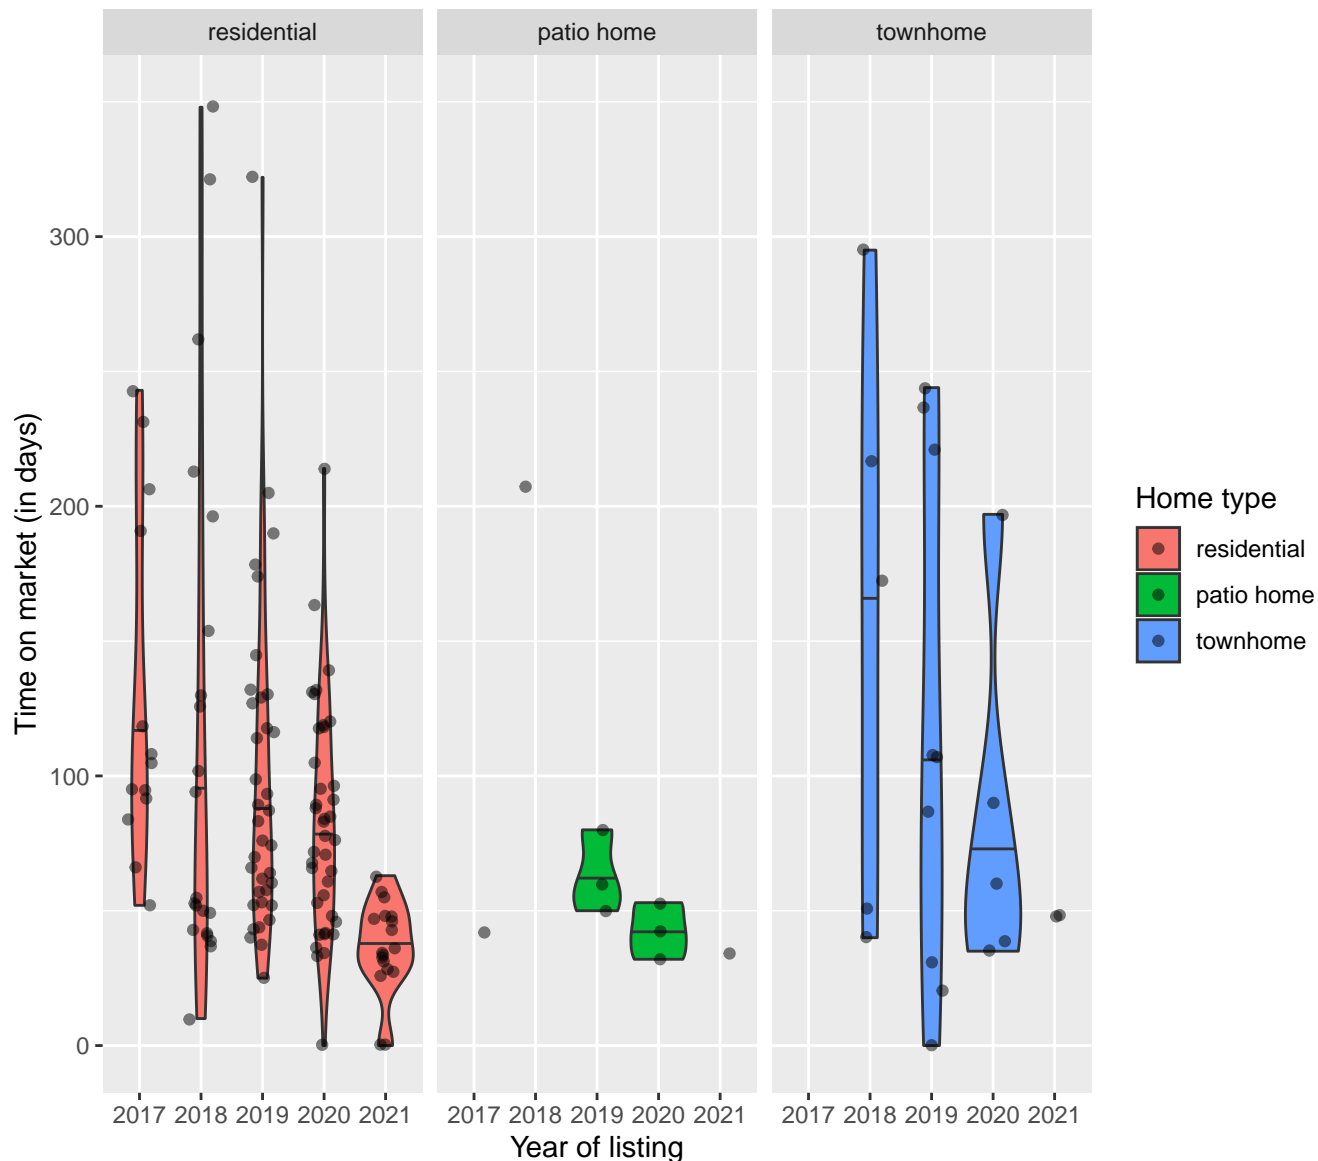 residential
patio home
townhome
Time on market (in days)
300
200
100
0
2017 2018 2019 2020 2021
2017 2018 2019 2020 2021
2017 2018 2019 2020 2021
Year of listing
Home type
residential
patio home
townhome